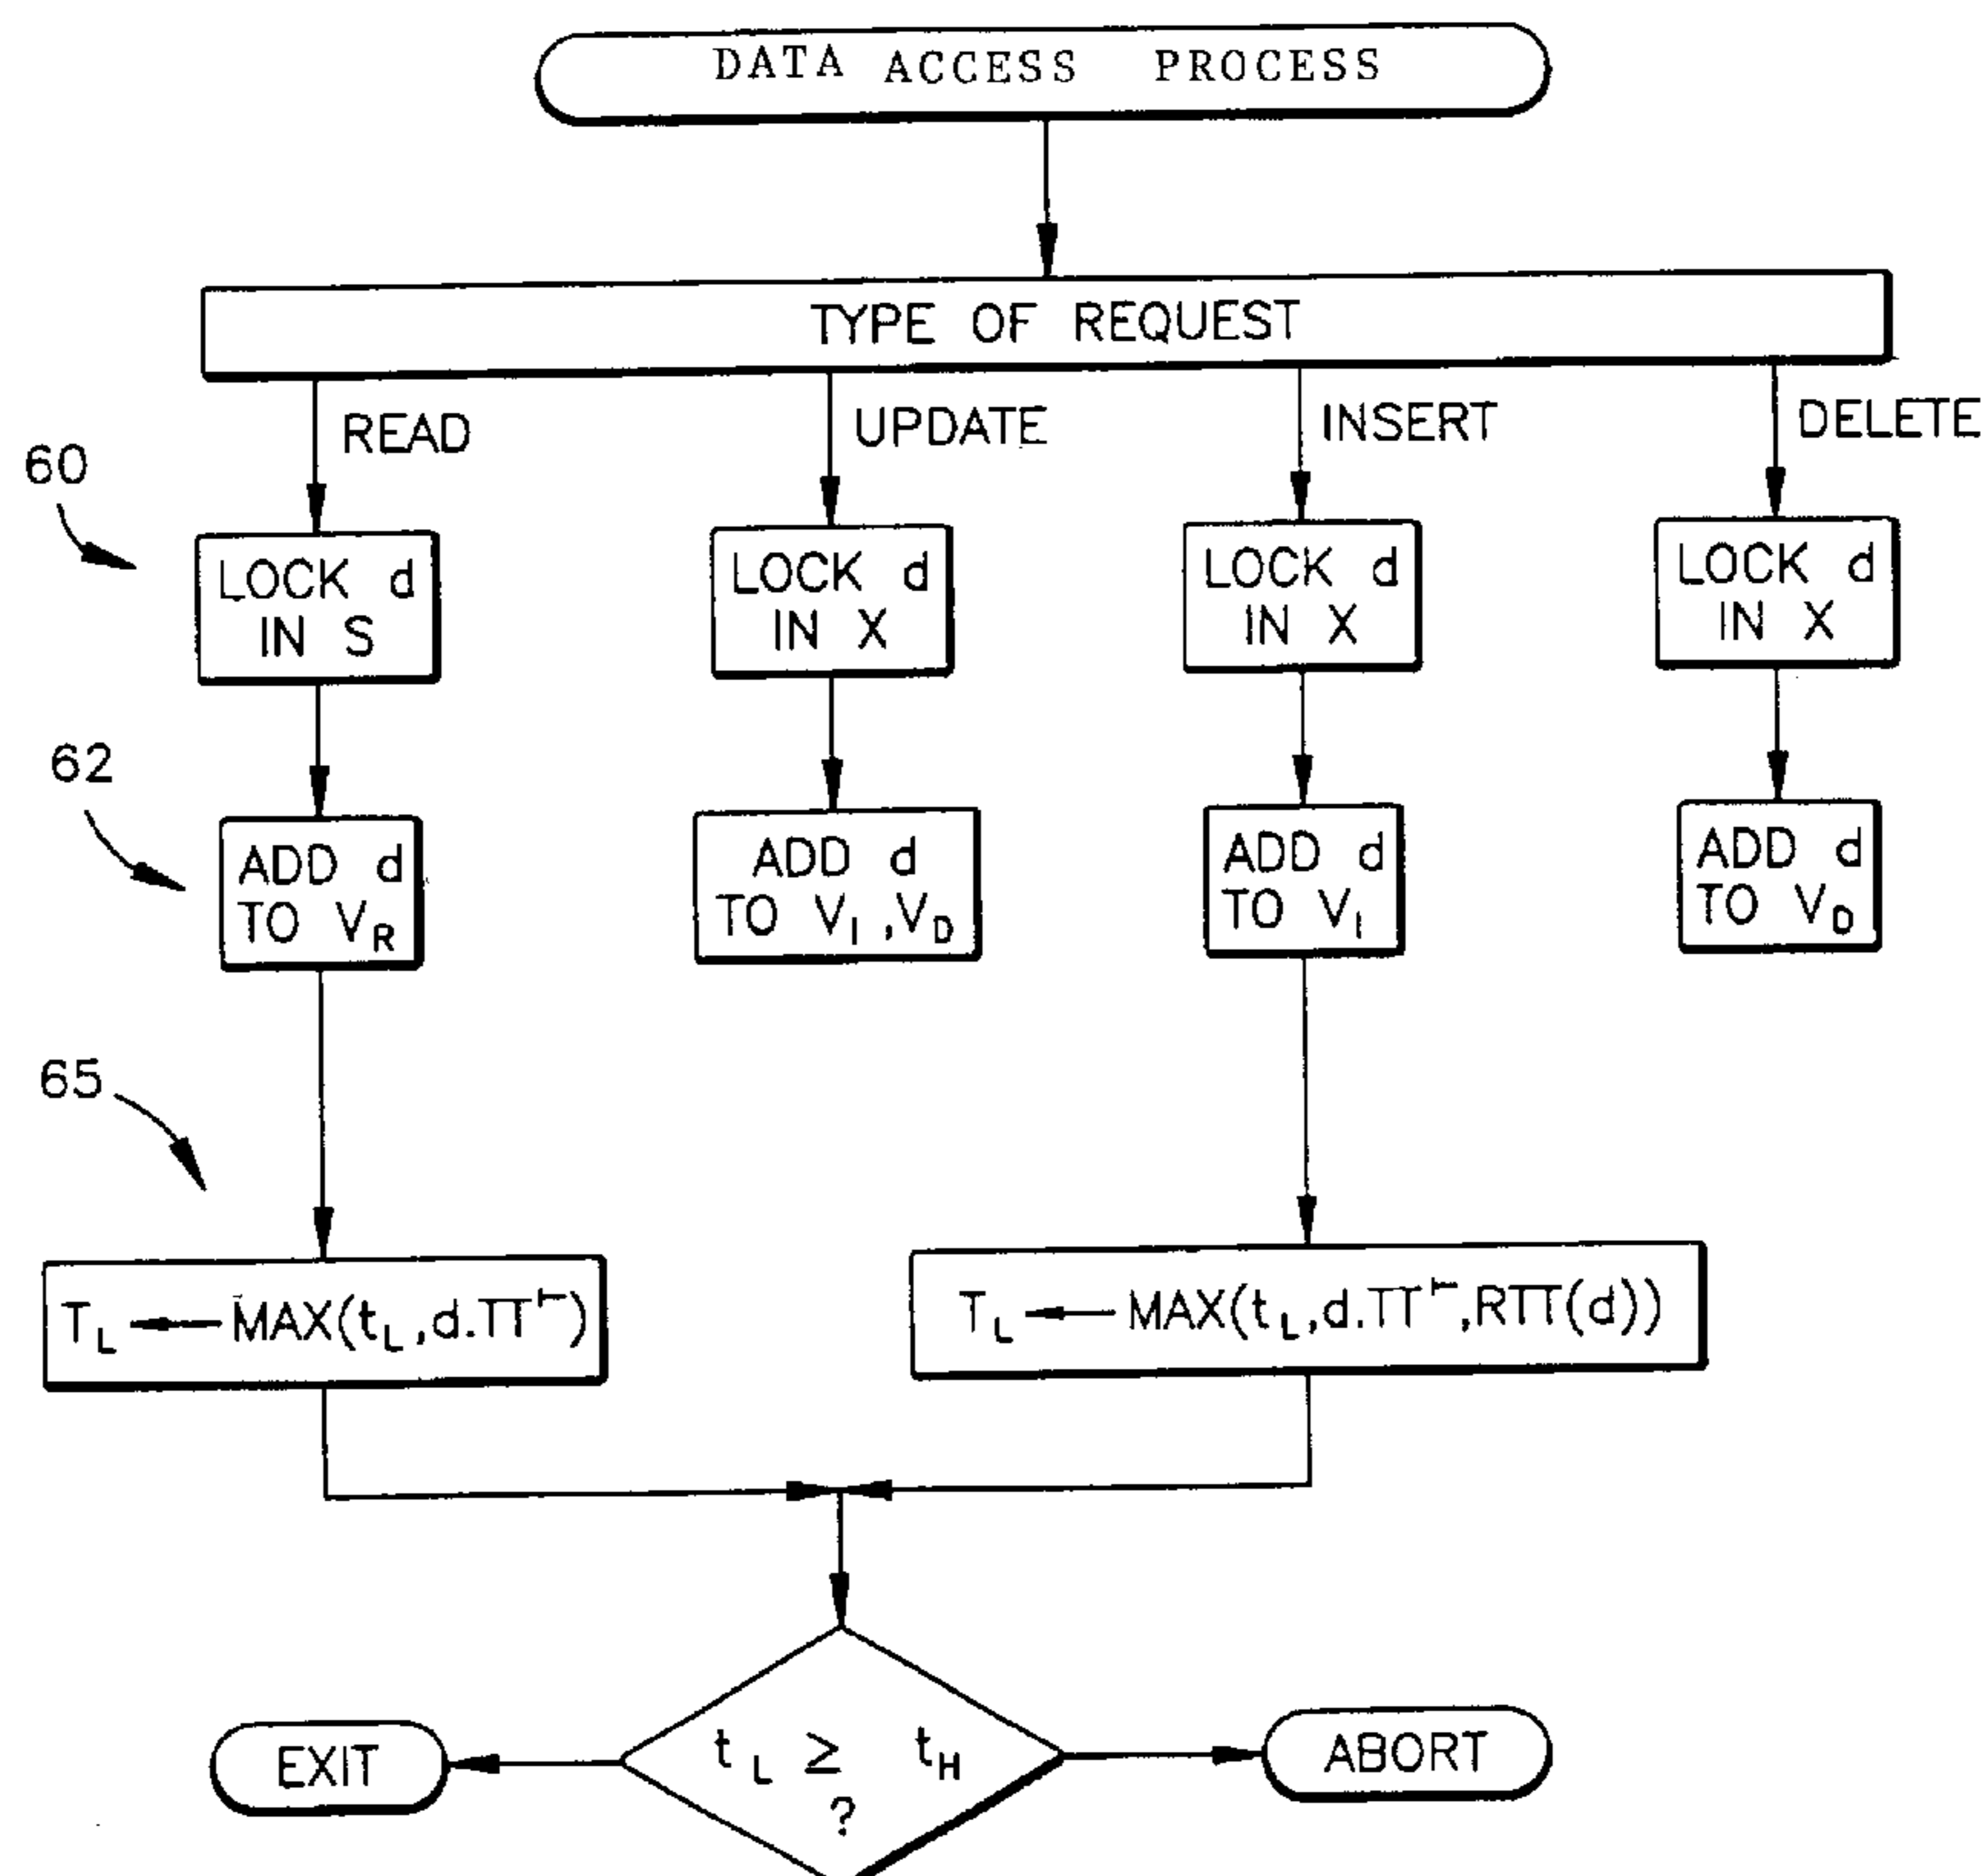 DATA ACCESS PROCESS
TYPE OF REQUEST
READ
UPDATE
INSERT
DELETE
60
LOCK d
IN S
LOCK d
IN X
LOCK d
IN X
LOCK d
IN X
62
ADD d
TO V_R
ADD d
TO V_I,V_D
ADD d
TO V_I
ADD d
TO V_D
65
T_L ← MAX(t_L,d.TT^⊢)
T_L ← MAX(t_L,d.TT^⊢,RTT(d))
t_L ≥ t_H
?
EXIT
ABORT